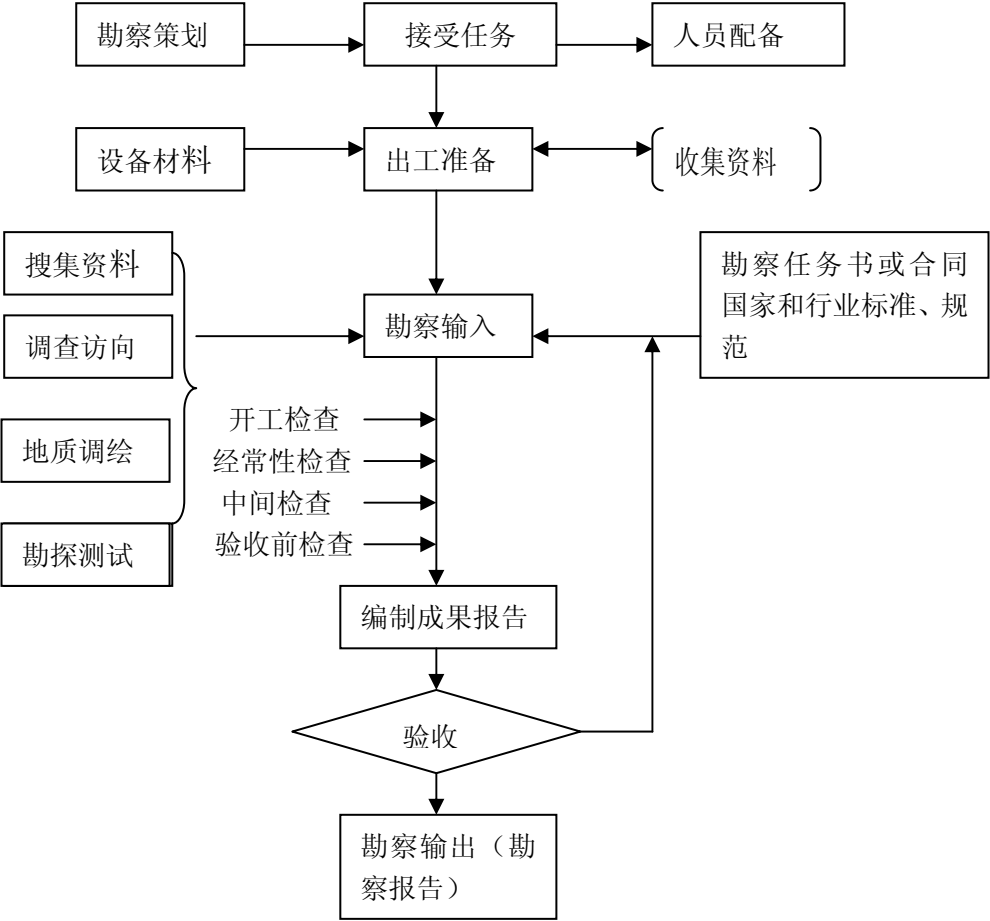 勘察策划
接受任务
人员配备
设备材料
出工准备
收集资料
搜集资料
调查访向
地质调绘
勘探测试
勘察输入
勘察任务书或合同
国家和行业标准、规
范
开工检查
经常性检查
中间检查
验收前检查
编制成果报告
验收
勘察输出（勘
察报告）